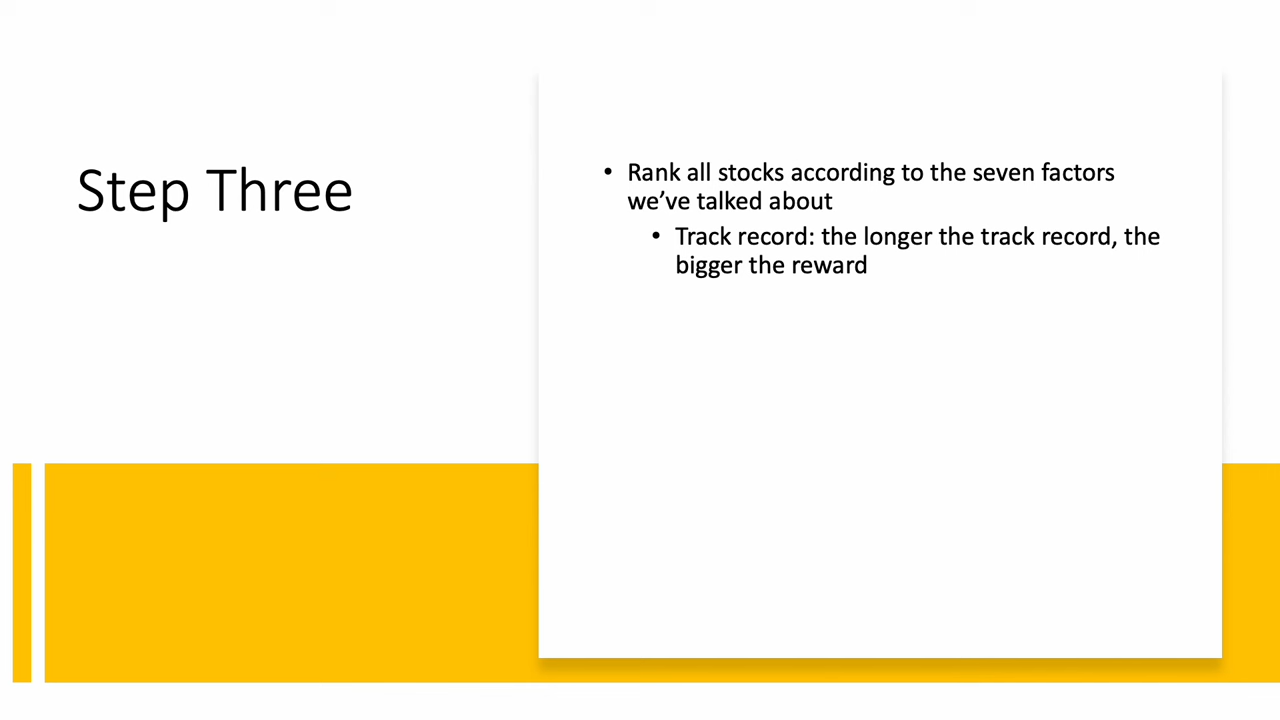 Step Three
• Rank all stocks according to the seven factors
we’ve talked about
• Track record: the longer the track record, the
bigger the reward